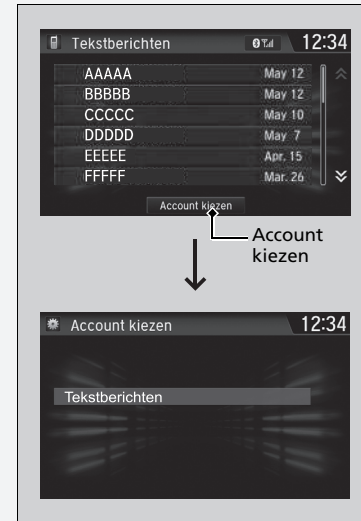 Tekstberichten 12:34
AAAAA May 12
BBBBB May 12
CCCCC May 10
DDDDD May 7
EEEEE Apr. 15
FFFFF Mar. 26
Account kiezen
Account
kiezen
Account kiezen 12:34
Tekstberichten